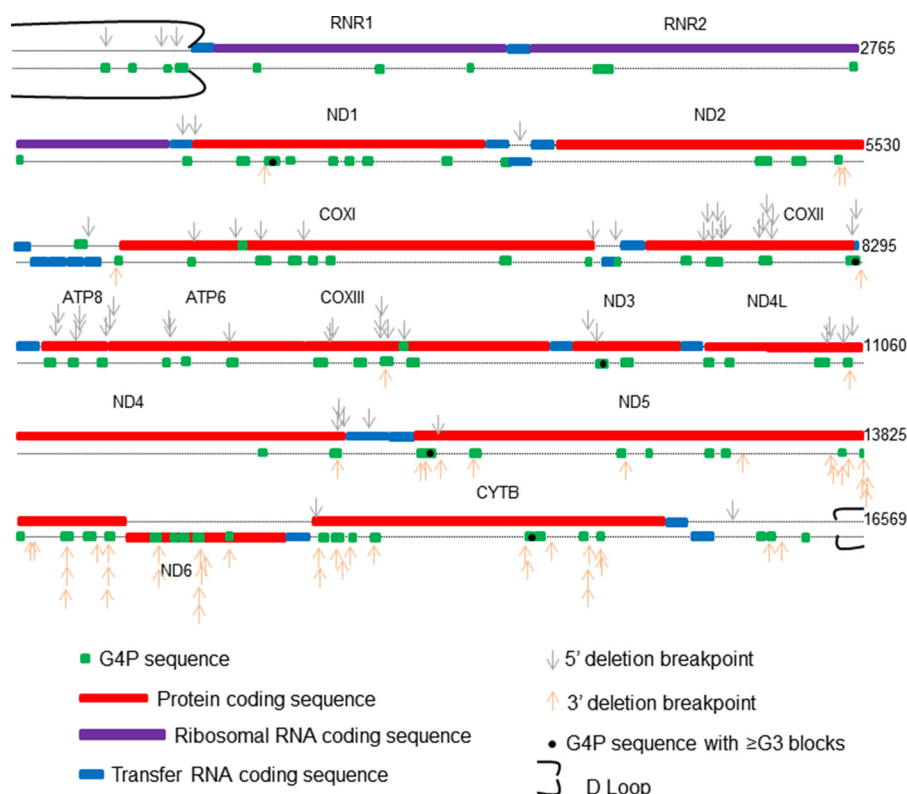 RNR1 RNR2
2765
ND1 ND2
5530
COXI COXII
8295
ATP8 ATP6 COXIII ND3 ND4L
11060
ND4 ND5
13825
CYTB
16569
ND6
G4P sequence
Protein coding sequence
Ribosomal RNA coding sequence
Transfer RNA coding sequence
5’ deletion breakpoint
3’ deletion breakpoint
G4P sequence with ≥G3 blocks
D Loop